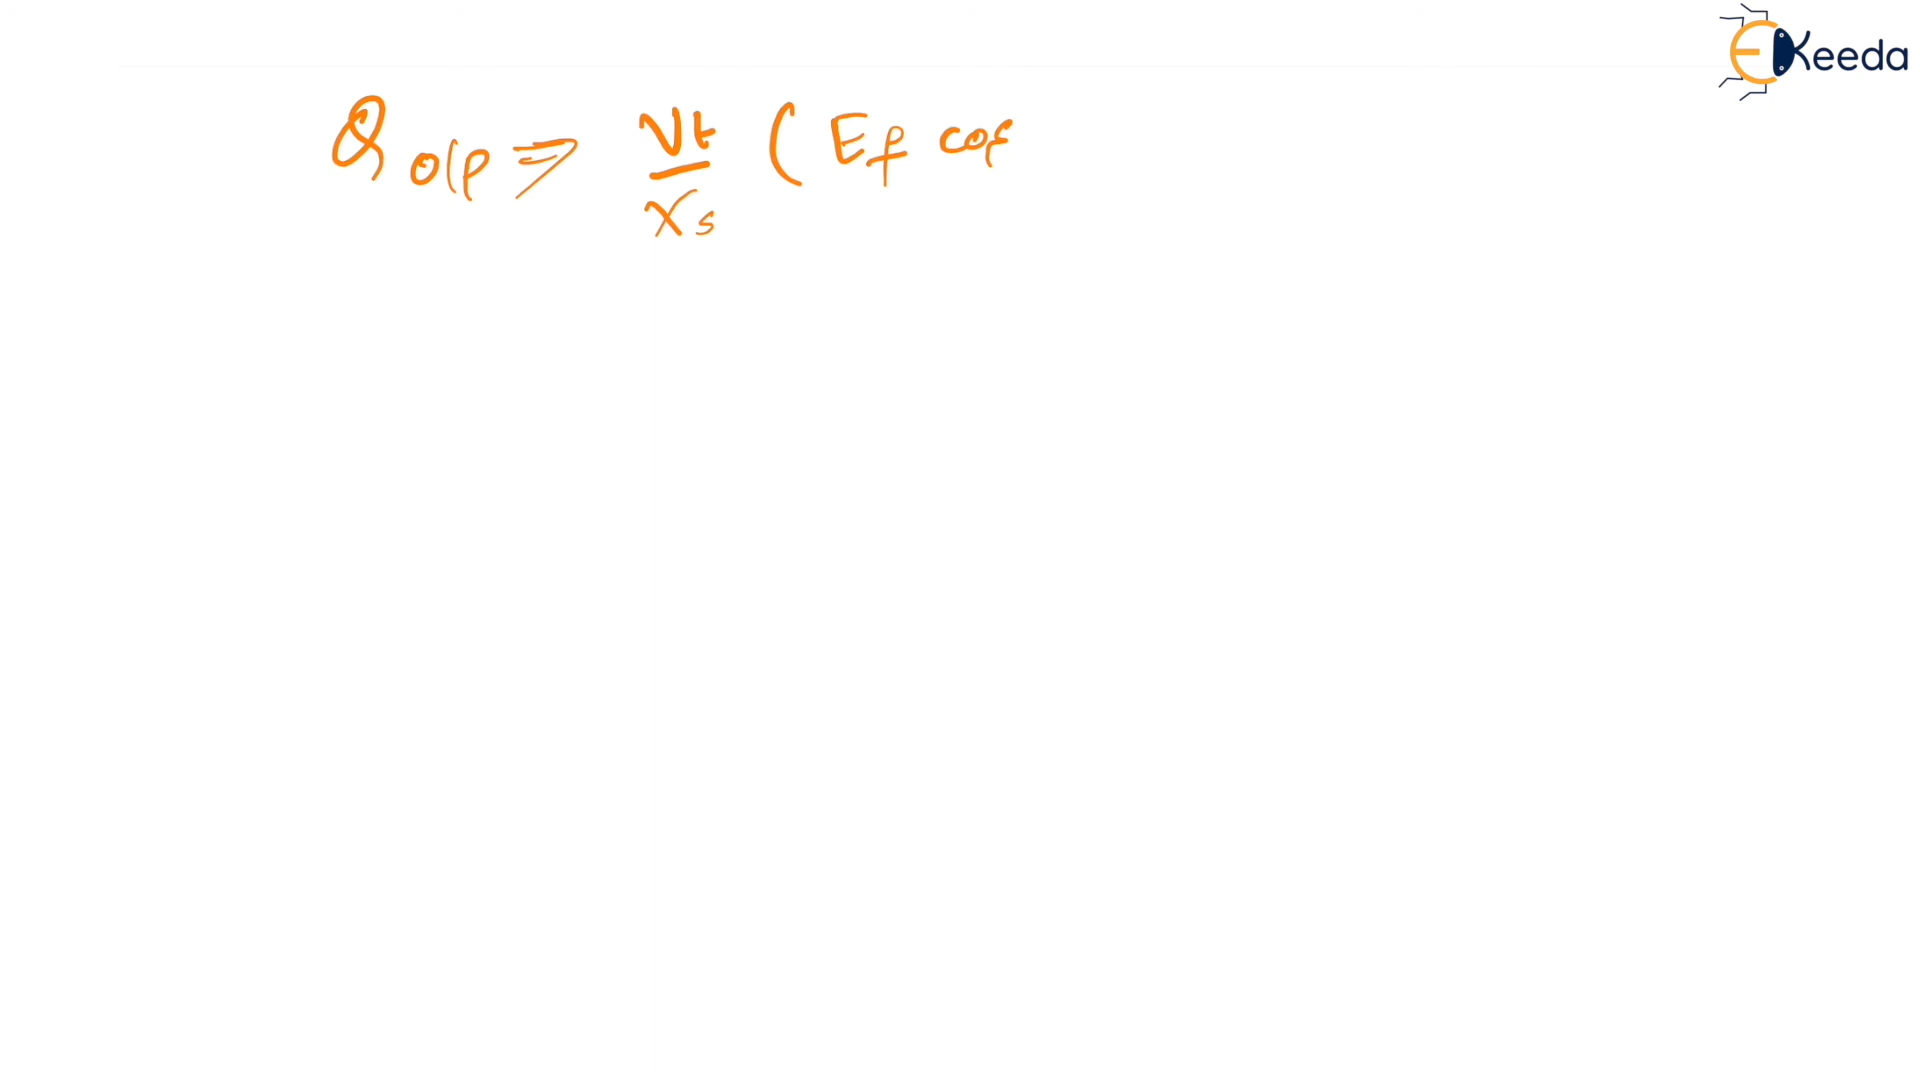 EKeeda
Q o/p ⇒ Vt/Xs ( Ef cos